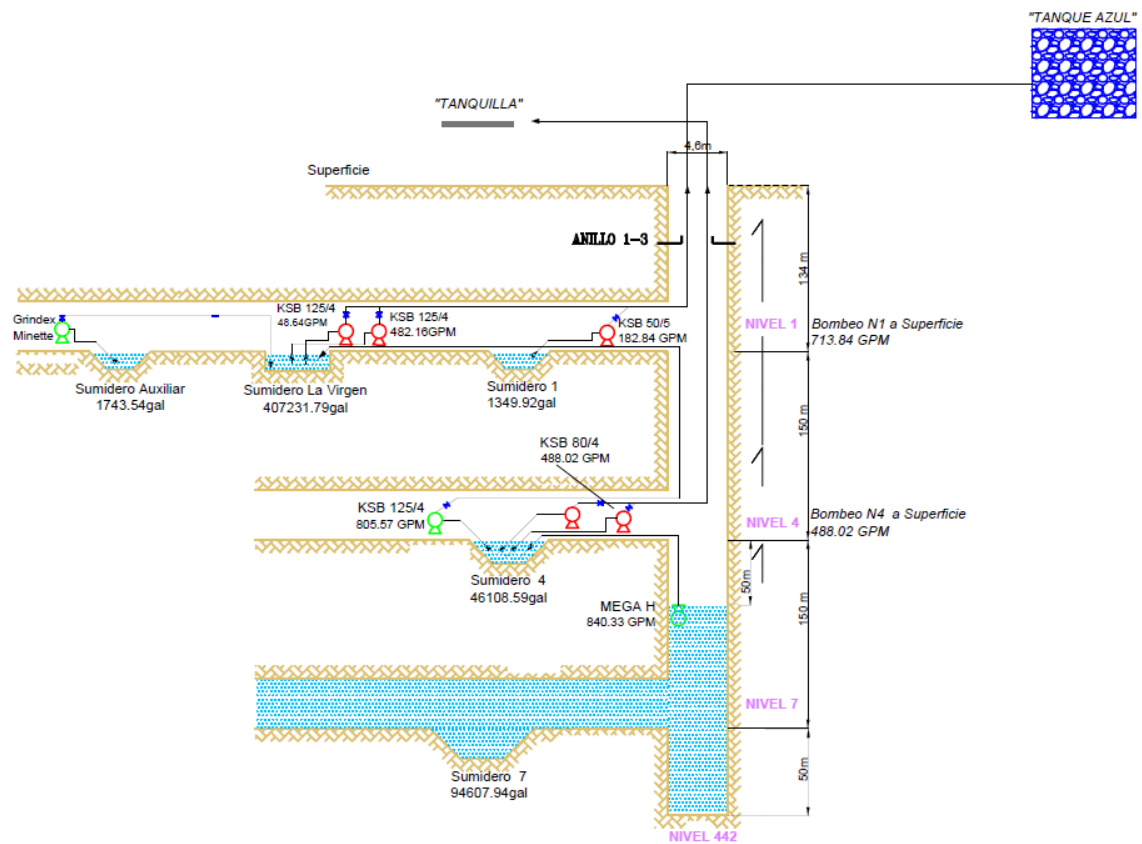 "TANQUE AZUL"
"TANQUILLA"
4,6m
Superficie
ANILLO 1-3
134 m
KSB 125/4
48.64GPM
KSB 125/4
482.16GPM
KSB 50/5
182.84 GPM
Grindex
Minette
NIVEL 1
Bombeo N1 a Superficie
713.84 GPM
Sumidero Auxiliar
1743.54gal
Sumidero La Virgen
407231.79gal
Sumidero 1
1349.92gal
150 m
KSB 80/4
488.02 GPM
KSB 125/4
805.57 GPM
NIVEL 4
Bombeo N4 a Superficie
488.02 GPM
Sumidero 4
46108.59gal
50m
150 m
MEGA H
840.33 GPM
NIVEL 7
Sumidero 7
94607.94gal
50m
NIVEL 442